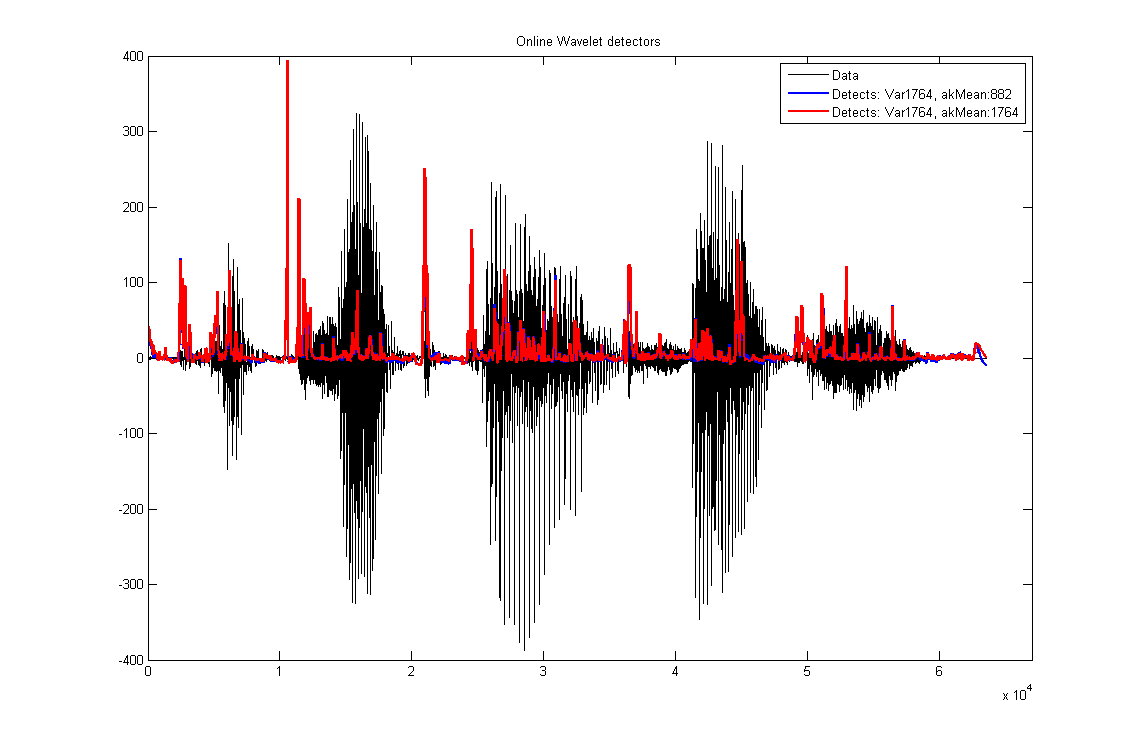 Online Wavelet detectors
Data
Detects: Var1764, akMean:882
Detects: Var1764, akMean:1764
400
300
200
100
0
-100
-200
-300
-400
0 1 2 3 4 5 6
x 10^4